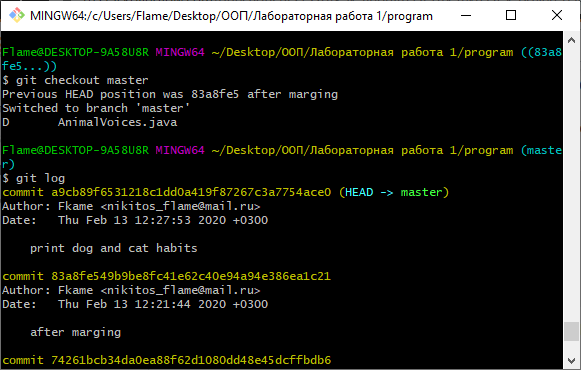 MINGW64:/c/Users/Flame/Desktop/ООП/Лабораторная работа 1/program
Flame@DESKTOP-9A58U8R MINGW64 ~/Desktop/ООП/Лабораторная работа 1/program ((83a8
fe5...))
$ git checkout master
Previous HEAD position was 83a8fe5 after marging
Switched to branch 'master'
D       AnimalVoices.java
Flame@DESKTOP-9A58U8R MINGW64 ~/Desktop/ООП/Лабораторная работа 1/program (maste
r)
$ git log
commit a9cb89f6531218c1dd0a419f87267c3a7754ace0 (HEAD -> master)
Author: Fkame <nikitos_flame@mail.ru>
Date:   Thu Feb 13 12:27:53 2020 +0300
    print dog and cat habits
commit 83a8fe549b9be8fc41e62c40e94a94e386ea1c21
Author: Fkame <nikitos_flame@mail.ru>
Date:   Thu Feb 13 12:21:44 2020 +0300
    after marging
commit 74261bcb34da0ea88f62d1080dd48e45dcffbdb6